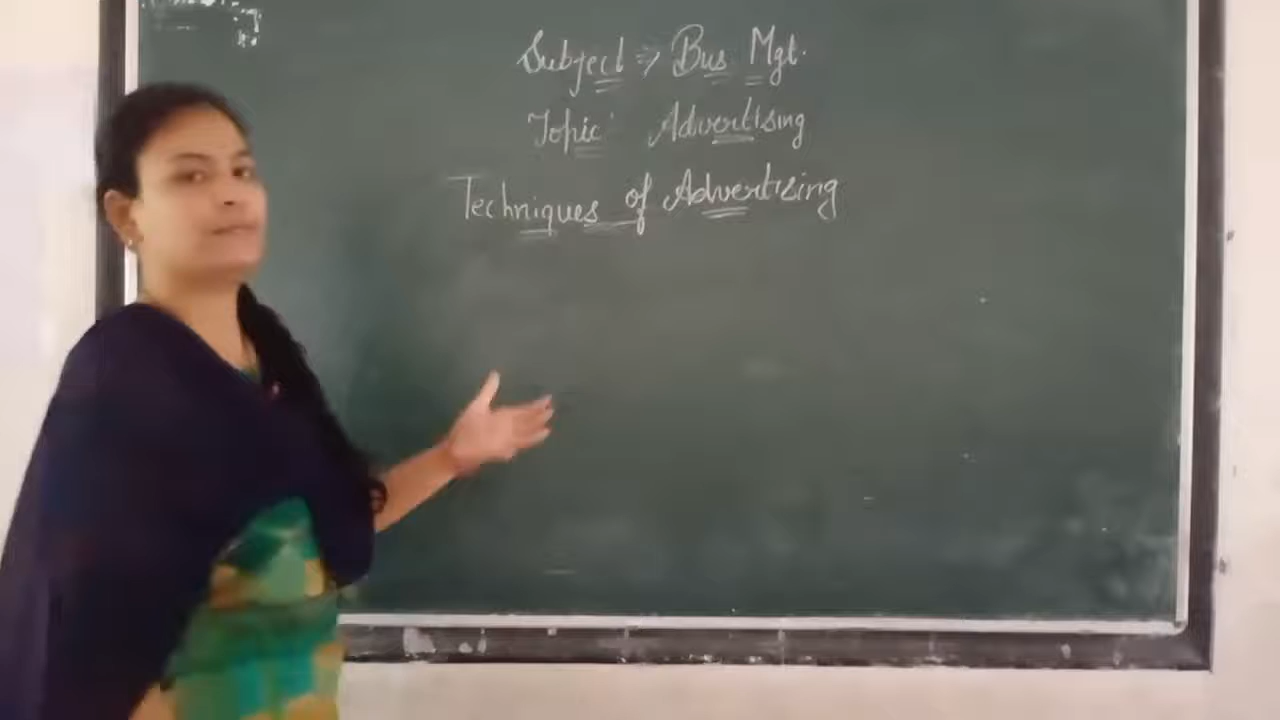 Subject => Bus Mgt.
Topic Advertising
Techniques of Advertising